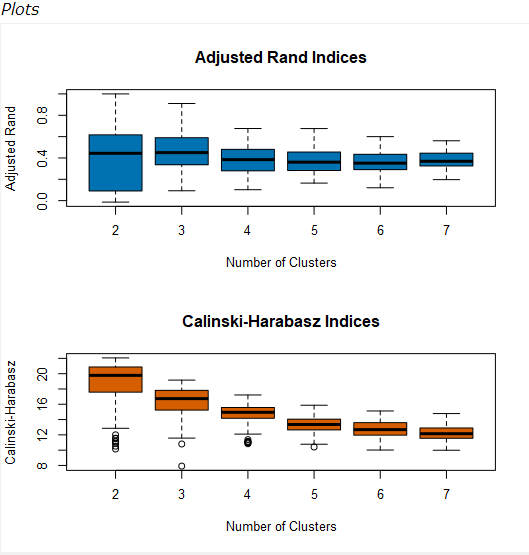 Plots
Adjusted Rand Indices
Adjusted Rand
0.8
0.4
0.0
2 3 4 5 6 7
Number of Clusters
Calinski-Harabasz Indices
Calinski-Harabasz
20
16
12
8
2 3 4 5 6 7
Number of Clusters